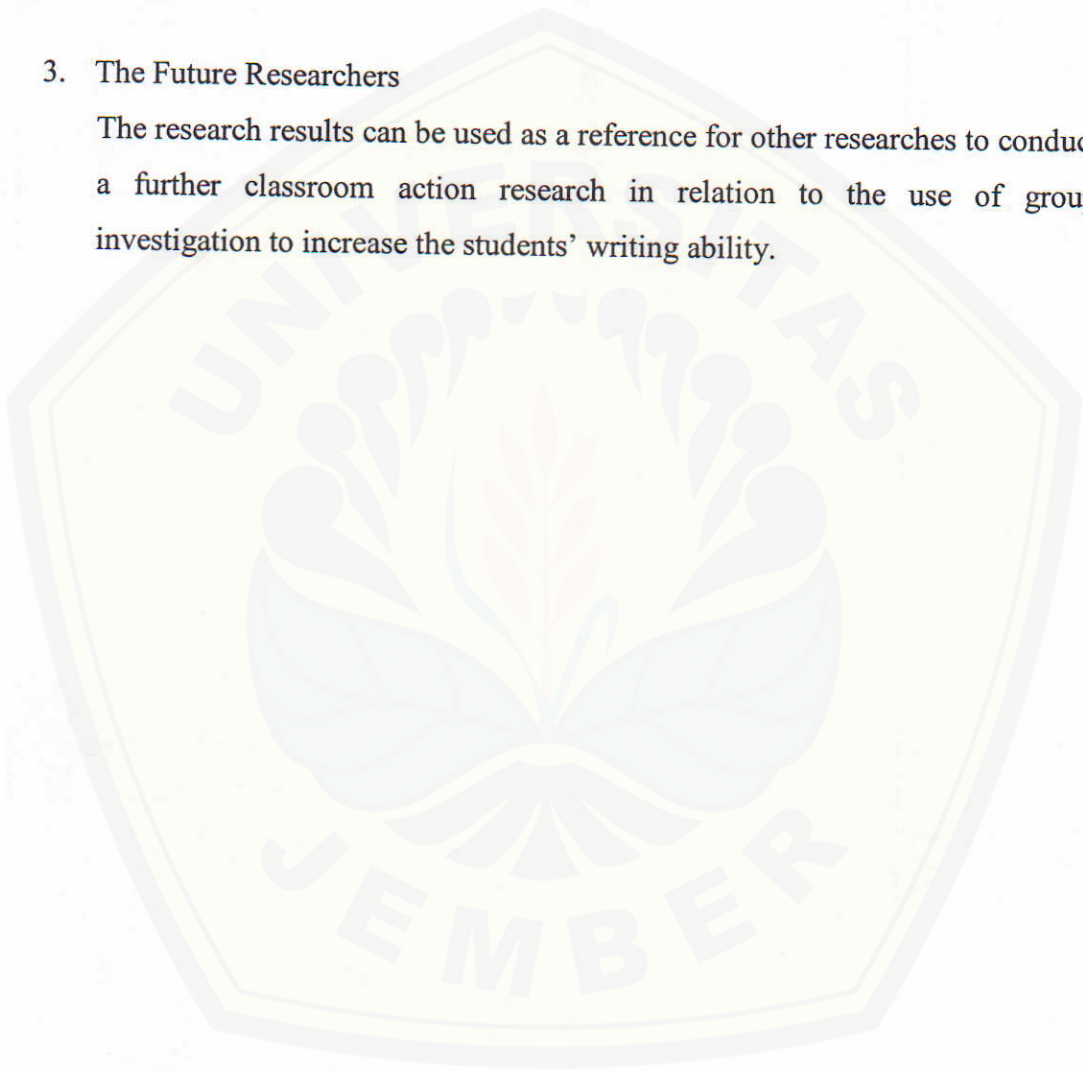 3. The Future Researchers
The research results can be used as a reference for other researches to conduc
a further classroom action research in relation to the use of grou
investigation to increase the students' writing ability.
UNIVERSITAS
JEMBER